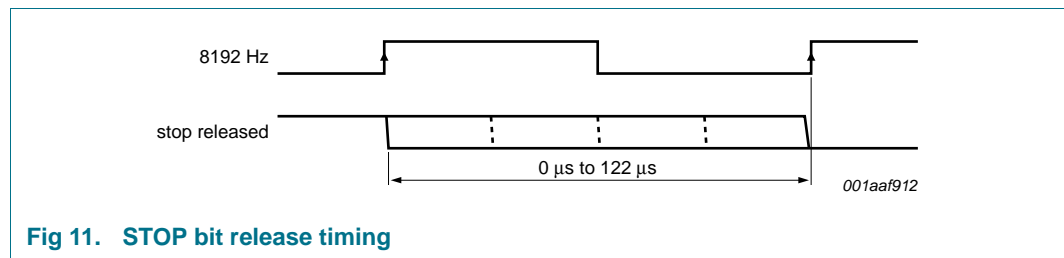 8192 Hz
stop released
0 μs to 122 μs
001aaf912
Fig 11. STOP bit release timing